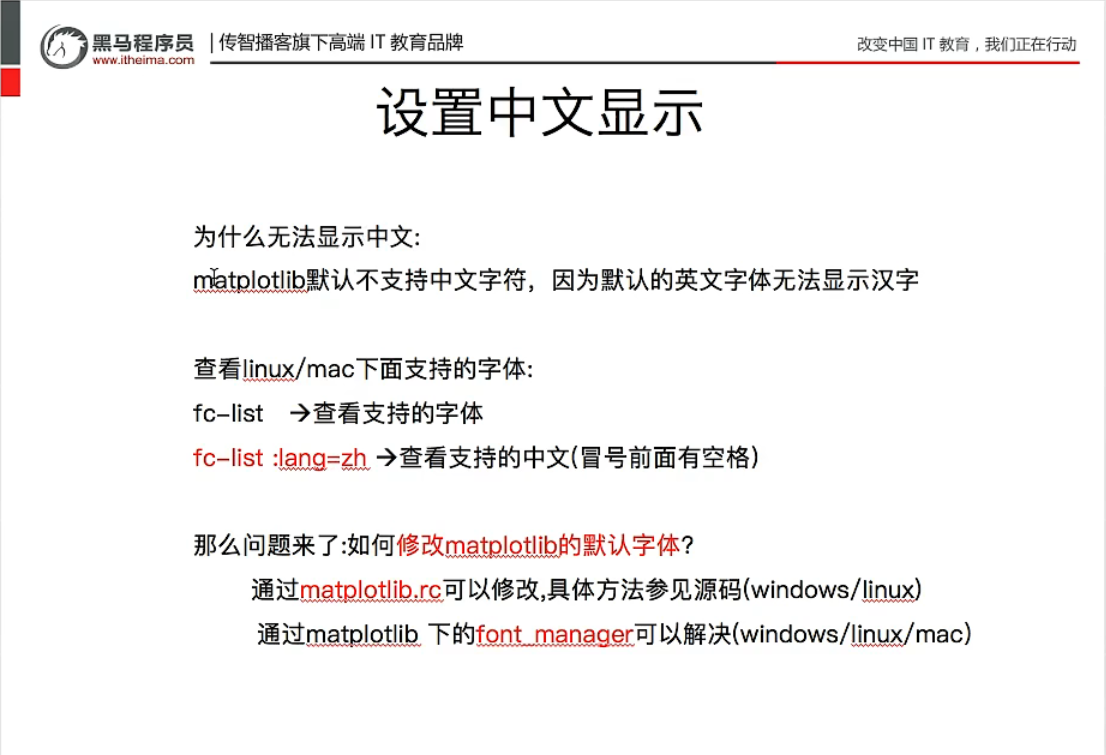 黑马程序员 | 传智播客旗下高端 IT 教育品牌
www.itheima.com
改变中国 IT 教育，我们正在行动
设置中文显示
为什么无法显示中文:
matplotlib默认不支持中文字符，因为默认的英文字体无法显示汉字
查看linux/mac下面支持的字体:
fc-list →查看支持的字体
fc-list :lang=zh →查看支持的中文(冒号前面有空格)
那么问题来了:如何修改matplotlib的默认字体?
通过matplotlib.rc可以修改,具体方法参见源码(windows/linux)
通过matplotlib 下的font_manager可以解决(windows/linux/mac)